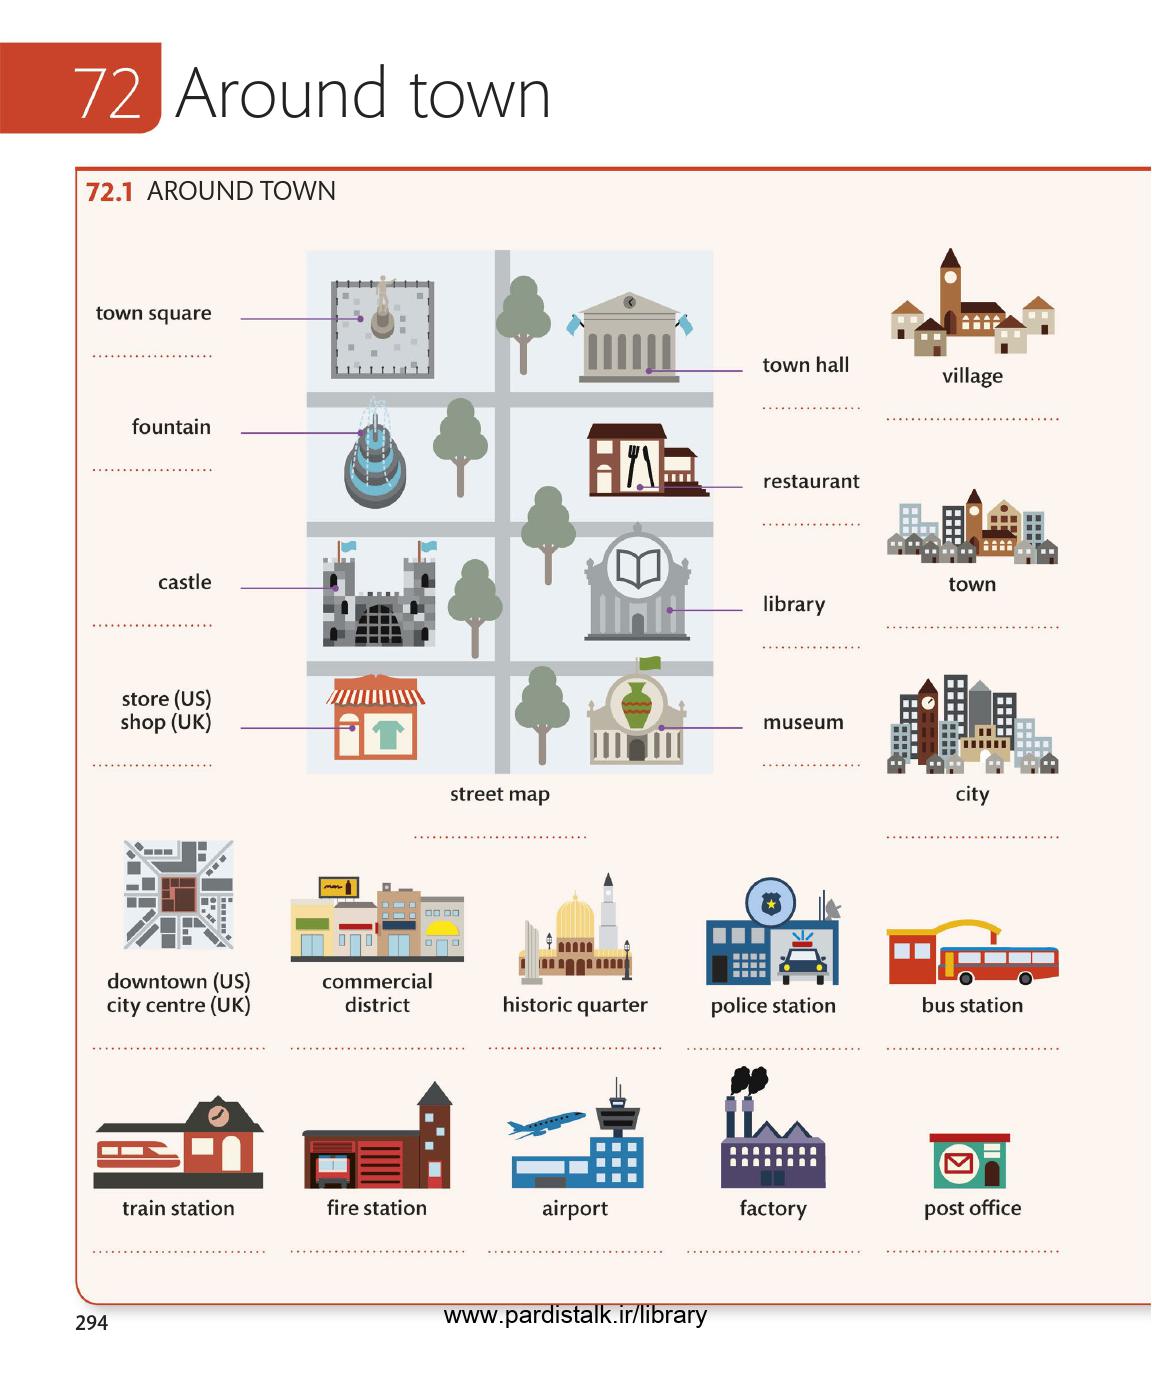 72 Around town
72.1 AROUND TOWN
town square
town hall
village
fountain
restaurant
castle
library
town
store (US)
shop (UK)
museum
street map
city
downtown (US)
city centre (UK)
commercial
district
historic quarter
police station
bus station
train station
fire station
airport
factory
post office
294
www.pardistalk.ir/library